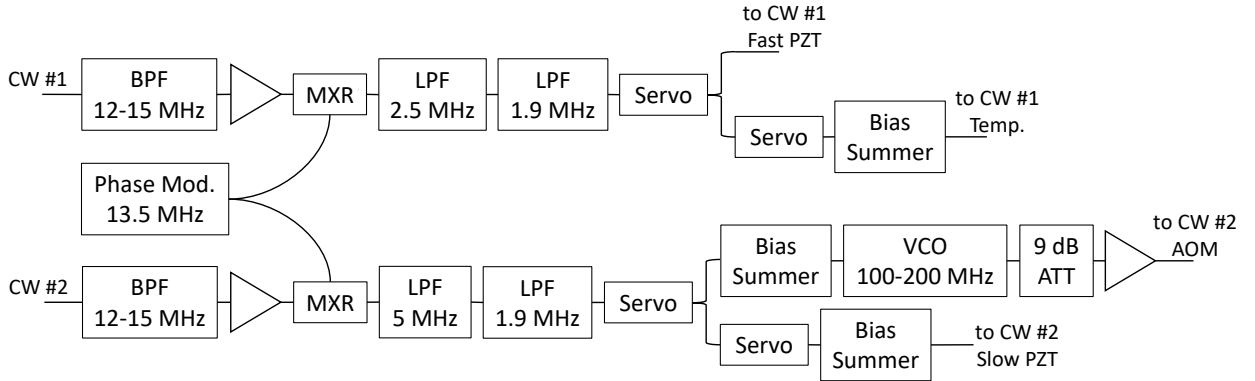 CW #1
BPF
12-15 MHz
MXR
LPF
2.5 MHz
LPF
1.9 MHz
Servo
to CW #1
Fast PZT
Servo
Bias
Summer
to CW #1
Temp.
Phase Mod.
13.5 MHz
CW #2
BPF
12-15 MHz
MXR
LPF
5 MHz
LPF
1.9 MHz
Servo
Bias
Summer
VCO
100-200 MHz
9 dB
ATT
to CW #2
AOM
Servo
Bias
Summer
to CW #2
Slow PZT